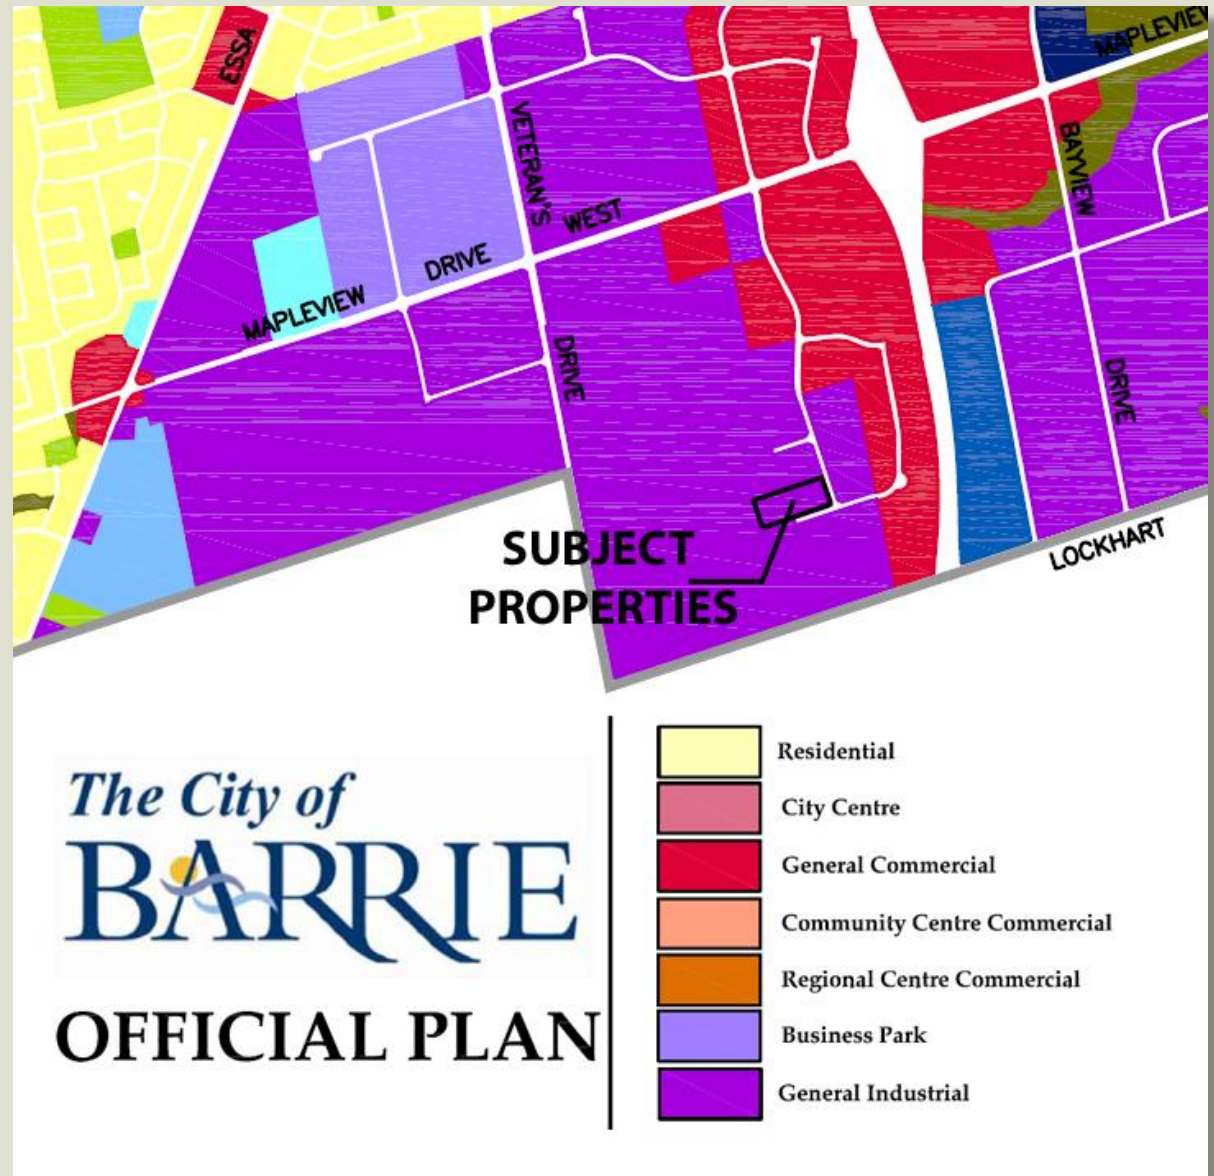 ESSA
MAPLEVIEW
VETERAN'S
BAYVIEW
WEST
DRIVE
MAPLEVIEW
DRIVE
DRIVE
SUBJECT
PROPERTIES
LOCKHART
The City of
BARRIE
OFFICIAL PLAN
Residential
City Centre
General Commercial
Community Centre Commercial
Regional Centre Commercial
Business Park
General Industrial